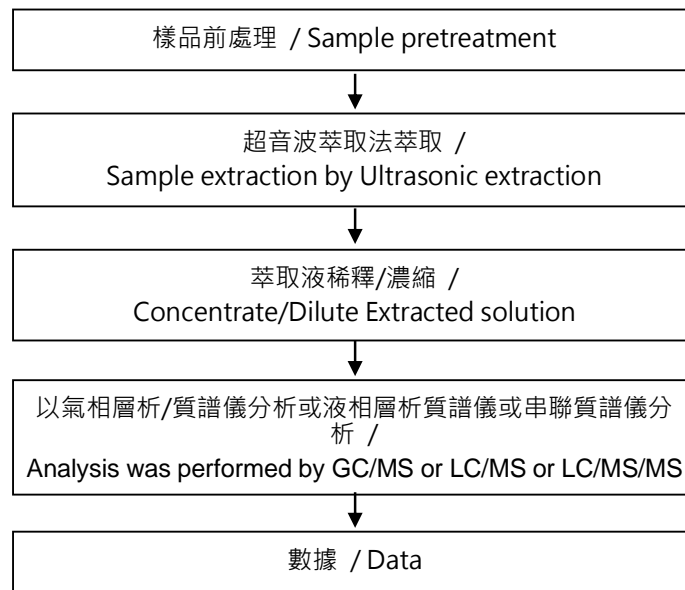 樣品前處理 / Sample pretreatment
超音波萃取法萃取 /
Sample extraction by Ultrasonic extraction
萃取液稀釋/濃縮 /
Concentrate/Dilute Extracted solution
以氣相層析/質譜儀分析或液相層析質譜儀或串聯質譜儀分
析 /
Analysis was performed by GC/MS or LC/MS or LC/MS/MS
數據 / Data